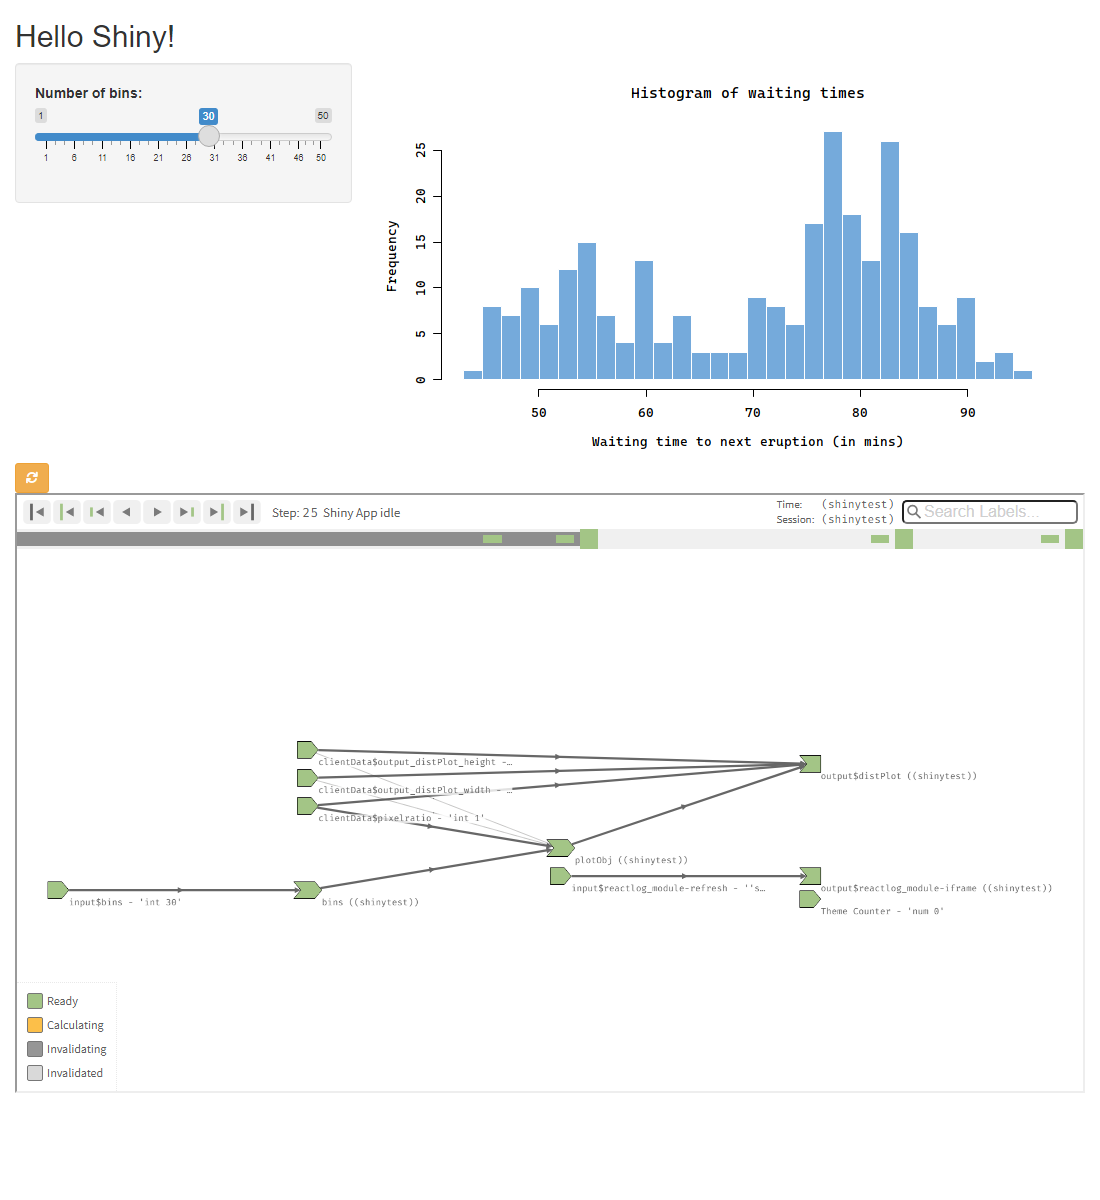 Hello Shiny!
Number of bins:
1 30 50
1 6 11 16 21 26 31 36 41 46 50
Histogram of waiting times
Frequency
25
20
15
10
5
0
50 60 70 80 90
Waiting time to next eruption (in mins)
Step: 25 Shiny App idle
Time: (shinytest)
Session: (shinytest)
Search Labels...
clientData$output_distPlot_height -…
clientData$output_distPlot_width - …
clientData$pixelratio - 'int 1'
output$distPlot ((shinytest))
plotObj ((shinytest))
input$bins - 'int 30'
bins ((shinytest))
input$reactlog_module-refresh - ''s…
output$reactlog_module-iframe ((shinytest))
Theme Counter - 'num 0'
Ready
Calculating
Invalidating
Invalidated